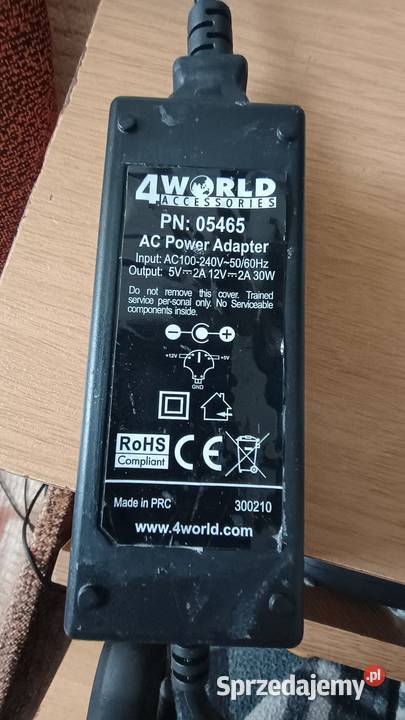 4WORLD
ACCESSORIES
PN: 05465
AC Power Adapter
Input: AC100-240V~50/60Hz
Output: 5V⎓2A 12V⎓2A 30W
Do not remove this cover. Trained
service per-sonal only. No Serviceable
components inside.
+12V +5V
GND
RoHS
Compliant
CE
Made in PRC 300210
www.4world.com
Sprzedajemy.pl